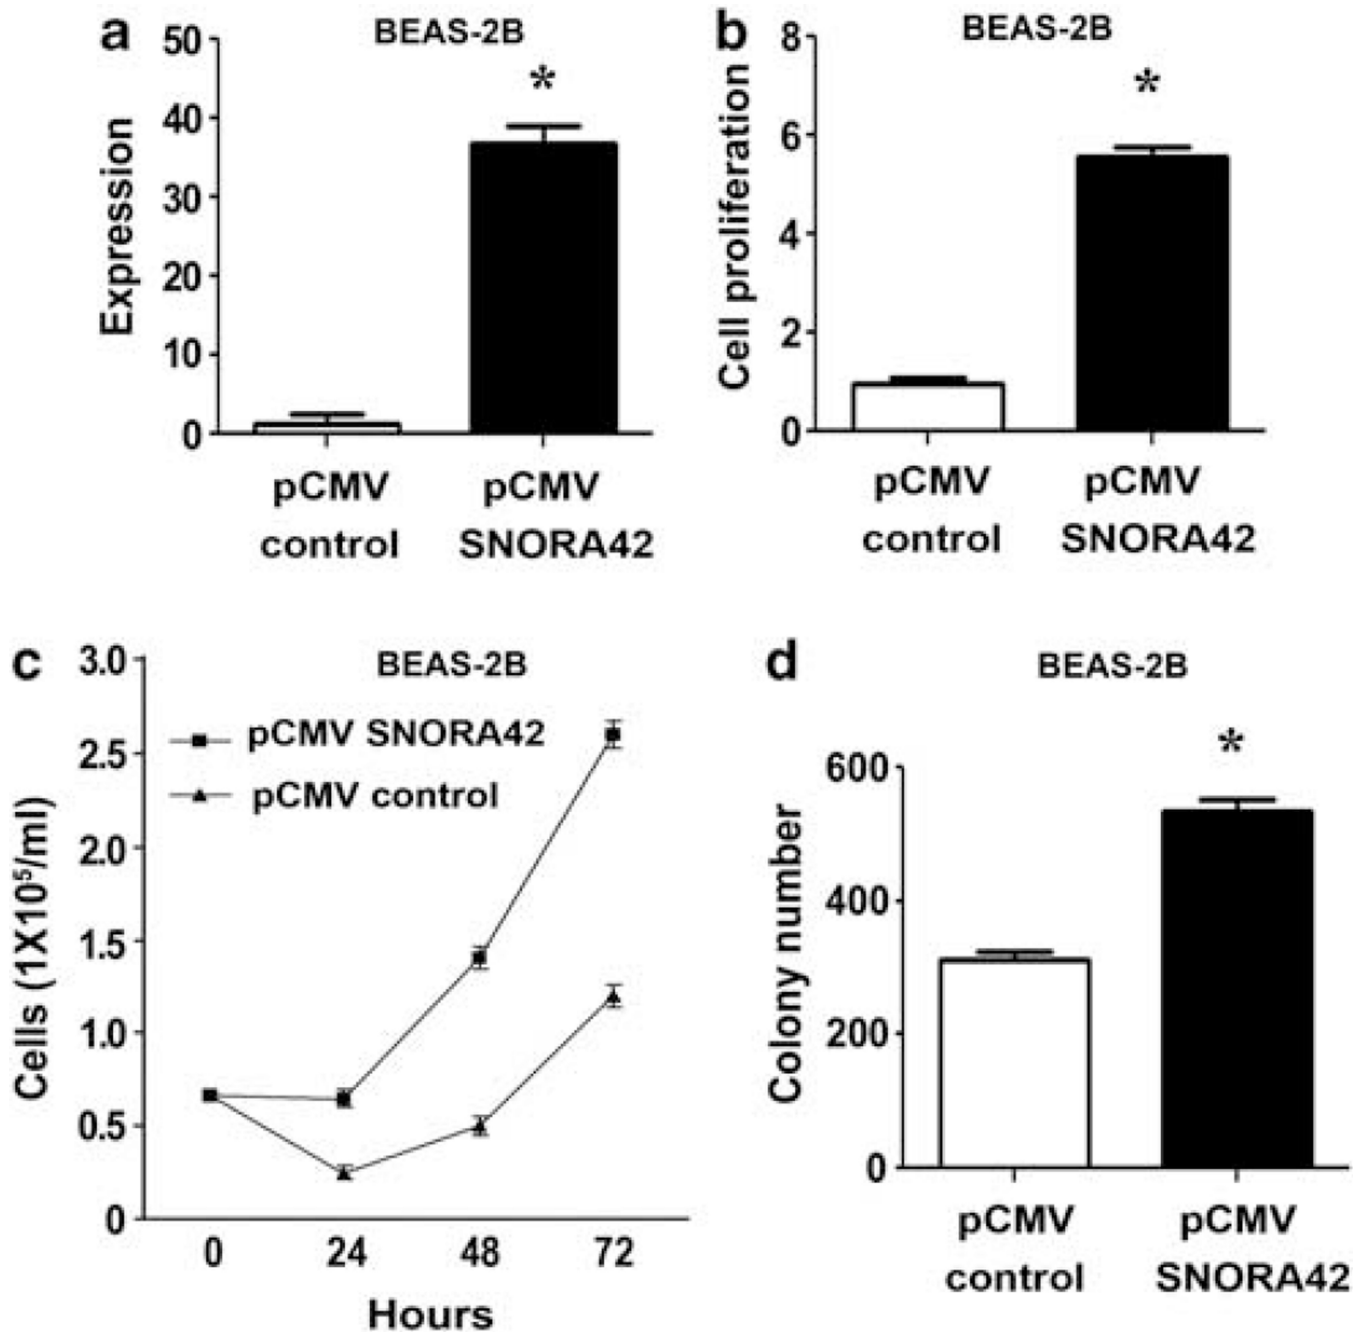 a
BEAS-2B
*
Expression
50
40
30
20
10
0
pCMV
control
pCMV
SNORA42
b
BEAS-2B
*
Cell proliferation
8
6
4
2
0
pCMV
control
pCMV
SNORA42
c
BEAS-2B
pCMV SNORA42
pCMV control
Cells (1X10⁵/ml)
3.0
2.5
2.0
1.5
1.0
0.5
0
0 24 48 72
Hours
d
BEAS-2B
*
Colony number
600
400
200
0
pCMV
control
pCMV
SNORA42